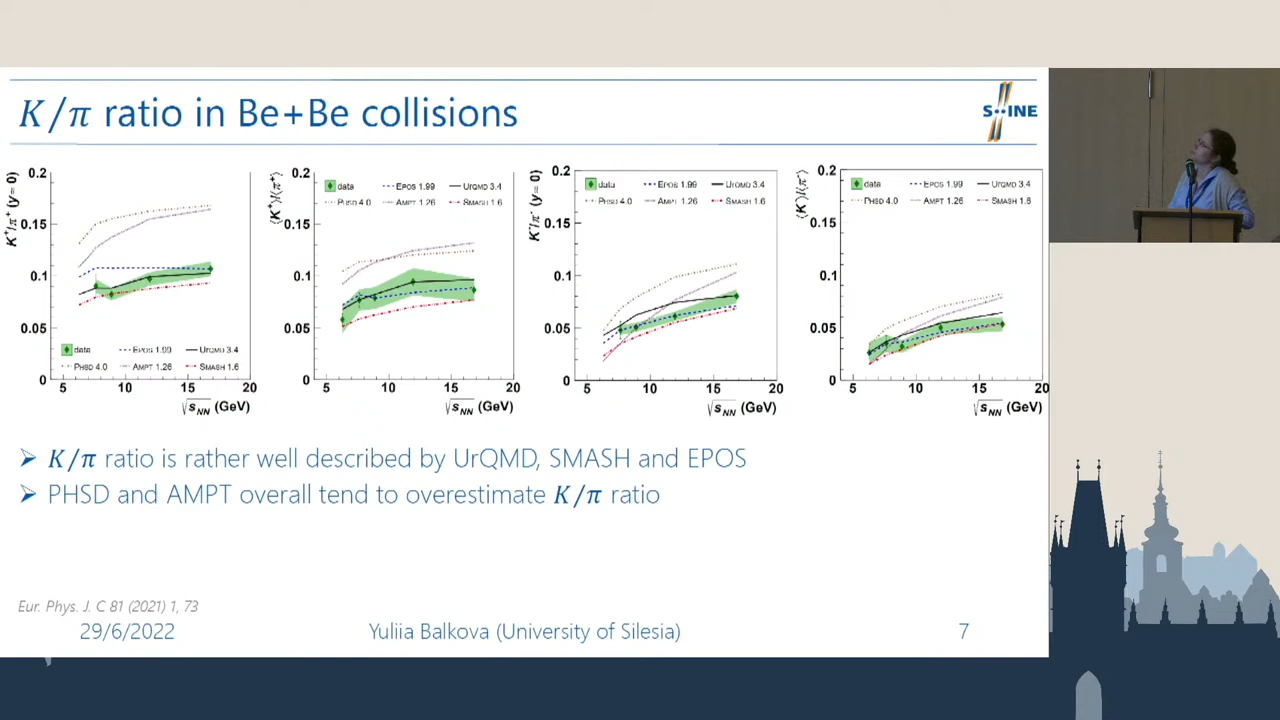 K/π ratio in Be+Be collisions
S··INE
K⁺/π⁺ (y≈ 0)
0.2
0.15
0.1
0.05
0
data
EPOS 1.99
URQMD 3.4
PHSD 4.0
AMPT 1.26
SMASH 1.6
5
10
15
20
√sNN (GeV)
⟨K⁺⟩/⟨π⁺⟩
0.2
0.15
0.1
0.05
0
data
EPOS 1.99
URQMD 3.4
PHSD 4.0
AMPT 1.26
SMASH 1.6
5
10
15
20
√sNN (GeV)
K⁻/π⁻ (y≈ 0)
0.2
0.15
0.1
0.05
0
data
EPOS 1.99
URQMD 3.4
PHSD 4.0
AMPT 1.26
SMASH 1.6
5
10
15
20
√sNN (GeV)
⟨K⁻⟩/⟨π⁻⟩
0.2
0.15
0.1
0.05
0
data
EPOS 1.99
URQMD 3.4
PHSD 4.0
AMPT 1.26
SMASH 1.6
5
10
15
20
√sNN (GeV)
➢ K/π ratio is rather well described by UrQMD, SMASH and EPOS
➢ PHSD and AMPT overall tend to overestimate K/π ratio
Eur. Phys. J. C 81 (2021) 1, 73
29/6/2022
Yuliia Balkova (University of Silesia)
7